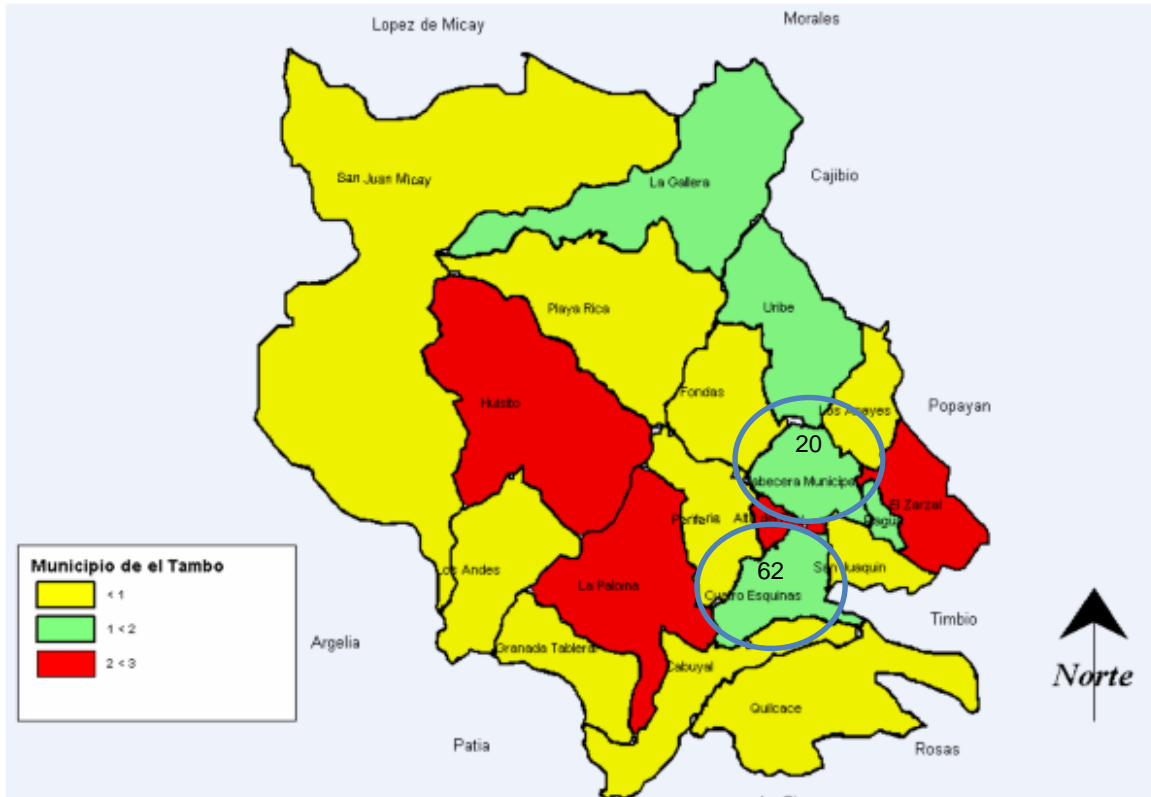 Lopez de Micay
Morales
San Juan Micay
La Gallera
Cajibio
Playa Rica
Uribe
Huisito
Fondas
Los Anayes
Popayan
20
Cabecera Municipal
El Zarzal
Periferia
Pagua
62
San Juaquin
Los Andes
La Paloma
Cuatro Esquinas
Municipio de el Tambo
< 1
1 < 2
2 < 3
Timbio
Argelia
Granada
Cabuyal
Norte
Quilcace
Patia
Rosas